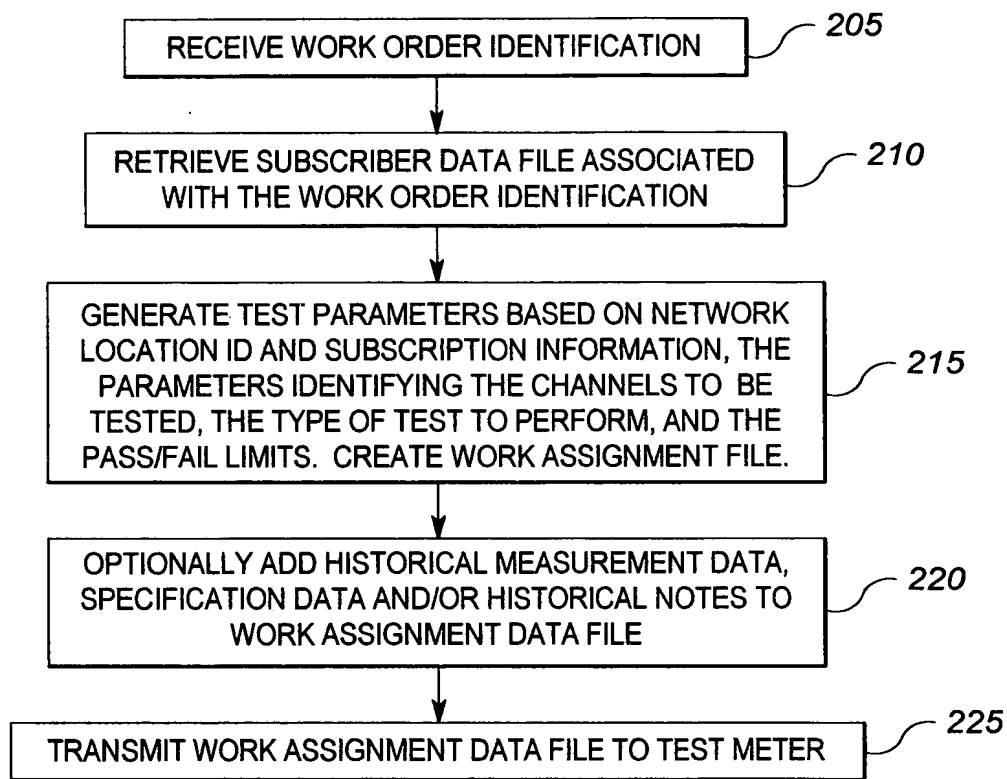 RECEIVE WORK ORDER IDENTIFICATION
205
RETRIEVE SUBSCRIBER DATA FILE ASSOCIATED
WITH THE WORK ORDER IDENTIFICATION
210
GENERATE TEST PARAMETERS BASED ON NETWORK
LOCATION ID AND SUBSCRIPTION INFORMATION, THE
PARAMETERS IDENTIFYING THE CHANNELS TO BE
TESTED, THE TYPE OF TEST TO PERFORM, AND THE
PASS/FAIL LIMITS. CREATE WORK ASSIGNMENT FILE.
215
OPTIONALLY ADD HISTORICAL MEASUREMENT DATA,
SPECIFICATION DATA AND/OR HISTORICAL NOTES TO
WORK ASSIGNMENT DATA FILE
220
TRANSMIT WORK ASSIGNMENT DATA FILE TO TEST METER
225